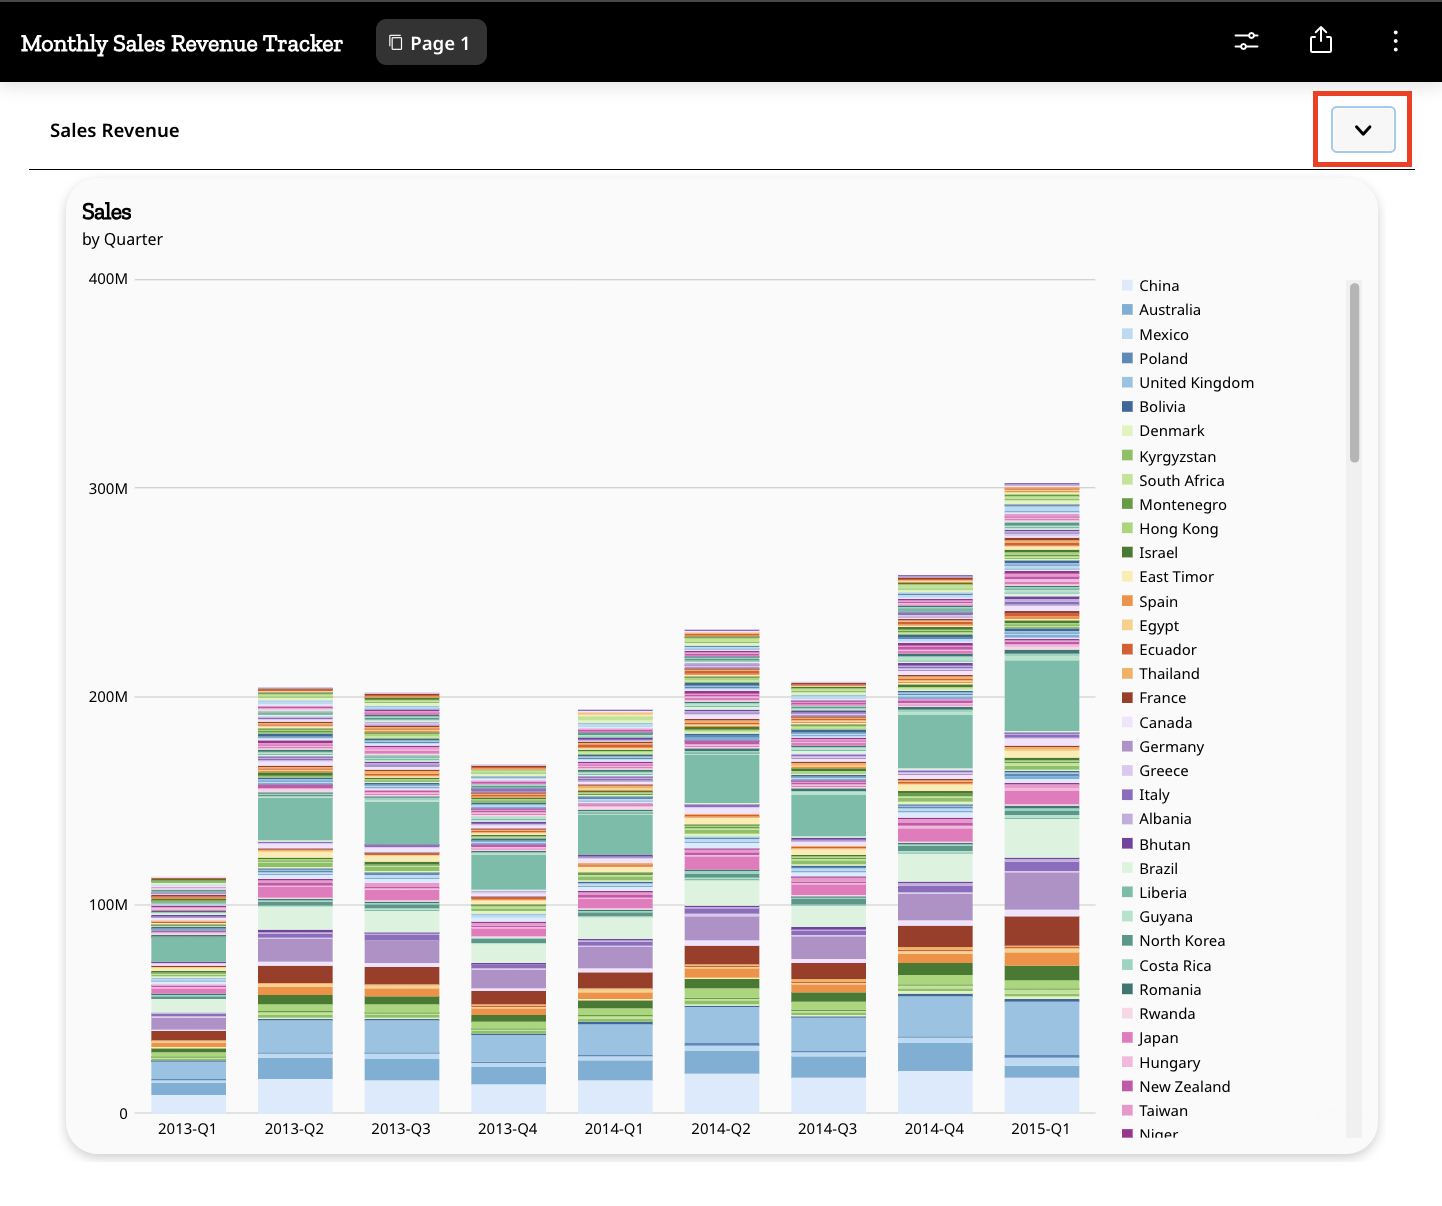 Monthly Sales Revenue Tracker
Page 1
Sales Revenue
Sales
by Quarter
400M
300M
200M
100M
0
2013-Q1
2013-Q2
2013-Q3
2013-Q4
2014-Q1
2014-Q2
2014-Q3
2014-Q4
2015-Q1
China
Australia
Mexico
Poland
United Kingdom
Bolivia
Denmark
Kyrgyzstan
South Africa
Montenegro
Hong Kong
Israel
East Timor
Spain
Egypt
Ecuador
Thailand
France
Canada
Germany
Greece
Italy
Albania
Bhutan
Brazil
Liberia
Guyana
North Korea
Costa Rica
Romania
Rwanda
Japan
Hungary
New Zealand
Taiwan
Niger